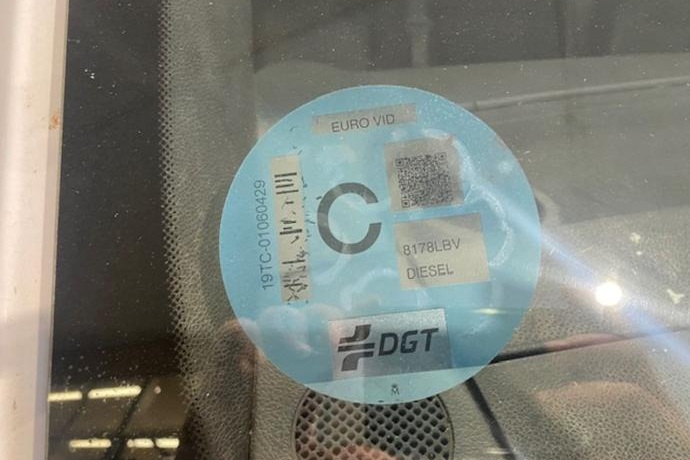 EURO VID
19TC-01060429
C
8178LBV
DIESEL
DGT